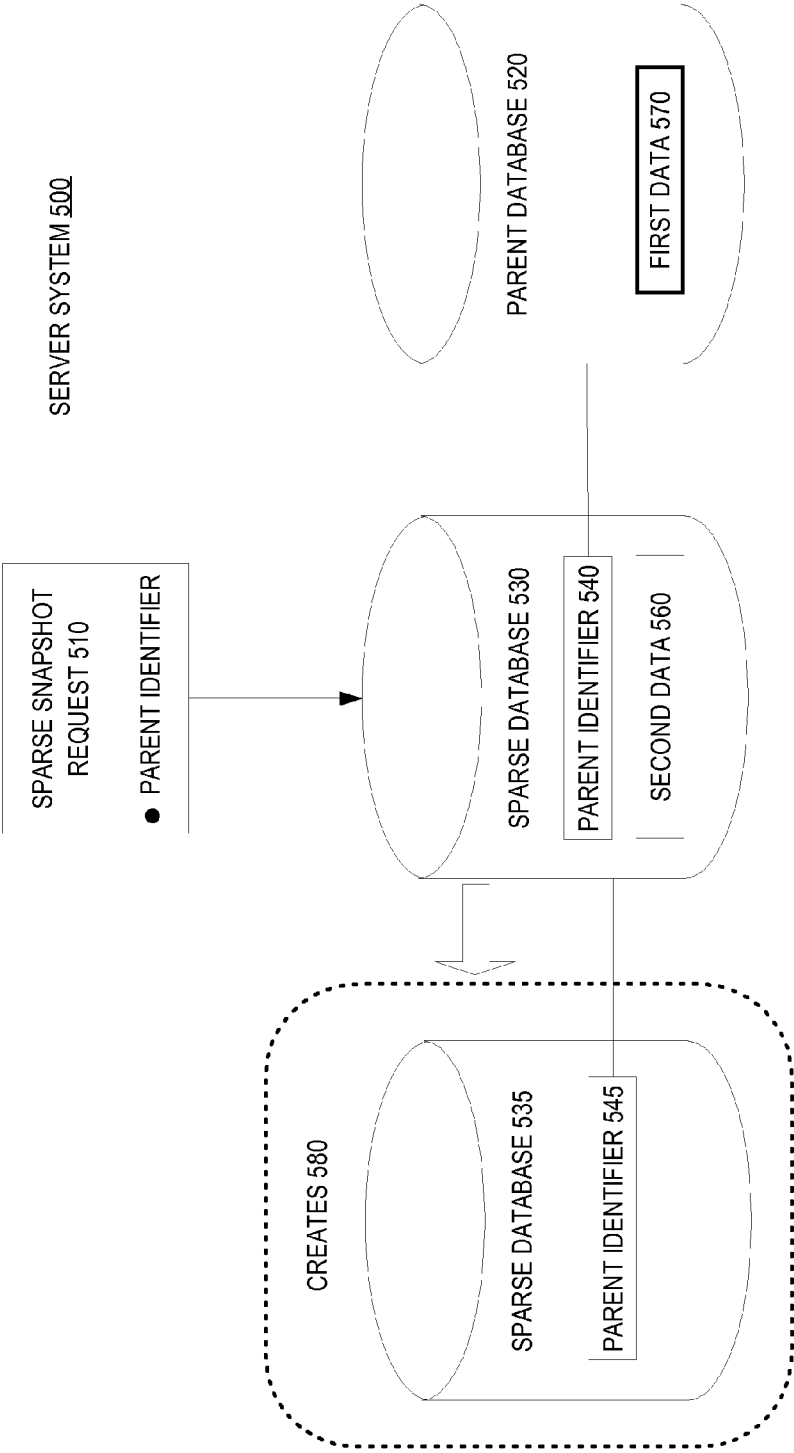 SERVER SYSTEM 500
SPARSE SNAPSHOT
REQUEST 510
● PARENT IDENTIFIER
CREATES 580
SPARSE DATABASE 535
PARENT IDENTIFIER 545
SPARSE DATABASE 530
PARENT IDENTIFIER 540
SECOND DATA 560
PARENT DATABASE 520
FIRST DATA 570